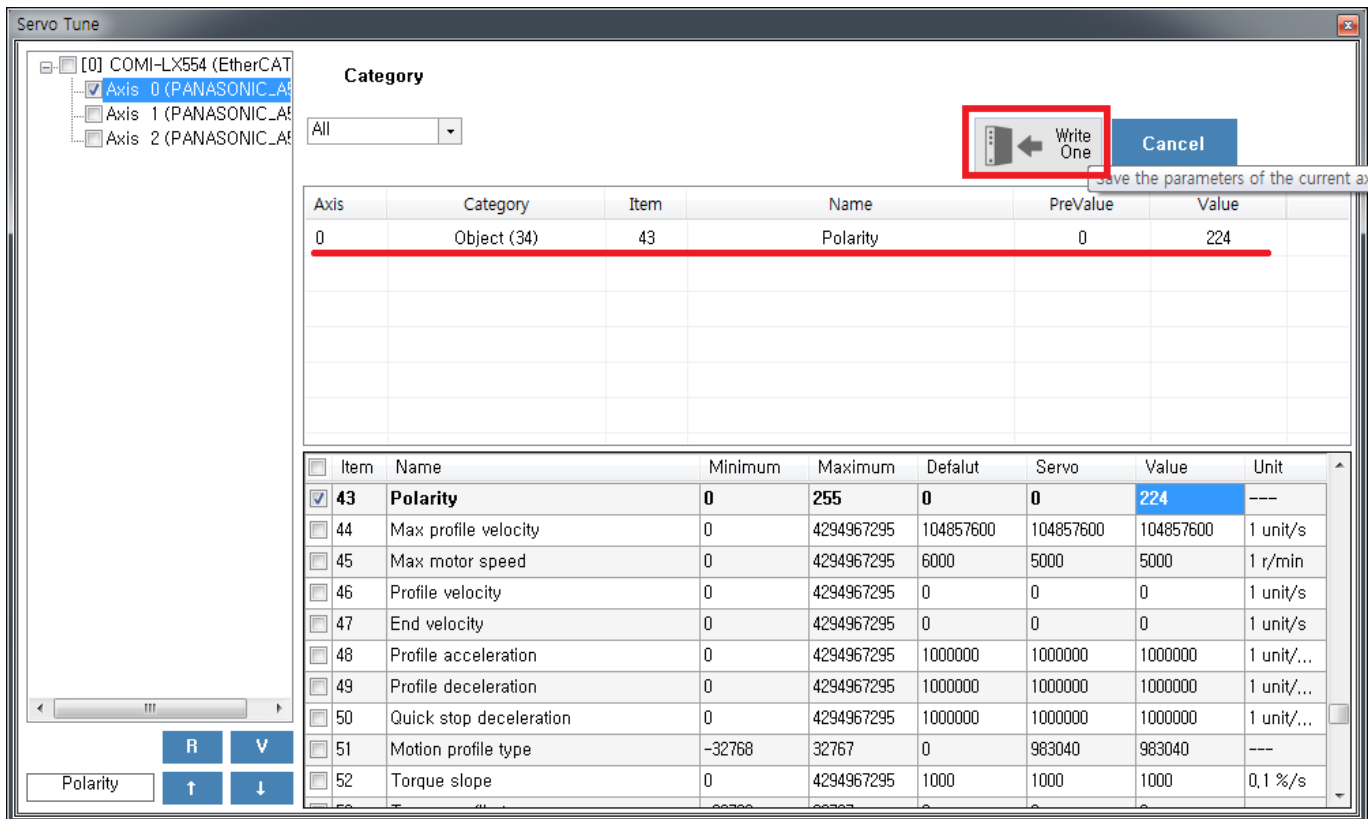 Servo Tune
[0] COMI-LX554 (EtherCAT
Axis 0 (PANASONIC_A5
Axis 1 (PANASONIC_A5
Axis 2 (PANASONIC_A5
Category
All
Write
One
Cancel
Save the parameters of the current ax
Axis Category Item Name PreValue Value
0 Object (34) 43 Polarity 0 224
Item Name Minimum Maximum Defalut Servo Value Unit
43 Polarity 0 255 0 0 224 ---
44 Max profile velocity 0 4294967295 104857600 104857600 104857600 1 unit/s
45 Max motor speed 0 4294967295 6000 5000 5000 1 r/min
46 Profile velocity 0 4294967295 0 0 0 1 unit/s
47 End velocity 0 4294967295 0 0 0 1 unit/s
48 Profile acceleration 0 4294967295 1000000 1000000 1000000 1 unit/...
49 Profile deceleration 0 4294967295 1000000 1000000 1000000 1 unit/...
50 Quick stop deceleration 0 4294967295 1000000 1000000 1000000 1 unit/...
51 Motion profile type -32768 32767 0 983040 983040 ---
52 Torque slope 0 4294967295 1000 1000 1000 0,1 %/s
R V
Polarity ↑ ↓